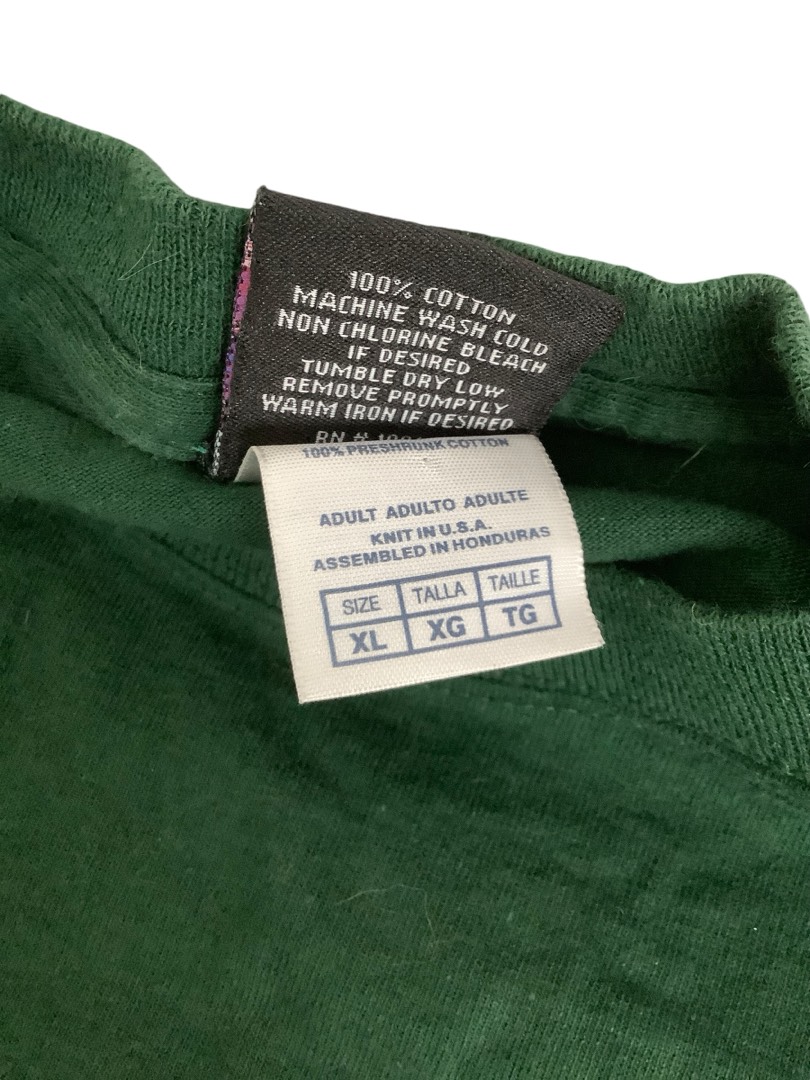 100% COTTON
MACHINE WASH COLD
NON CHLORINE BLEACH
IF DESIRED
TUMBLE DRY LOW
REMOVE PROMPTLY
WARM IRON IF DESIRED
RN #
100% PRESHRUNK COTTON
ADULT ADULTO ADULTE
KNIT IN U.S.A.
ASSEMBLED IN HONDURAS
SIZE TALLA TAILLE
XL XG TG